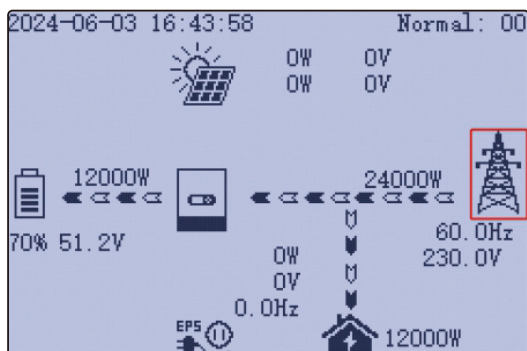 2024-06-03 16:43:58 Normal: 00
0W 0V
0W 0V
12000W 24000W
70% 51.2V
60.0Hz
230.0V
0W
0V
0.0Hz
EPS
12000W